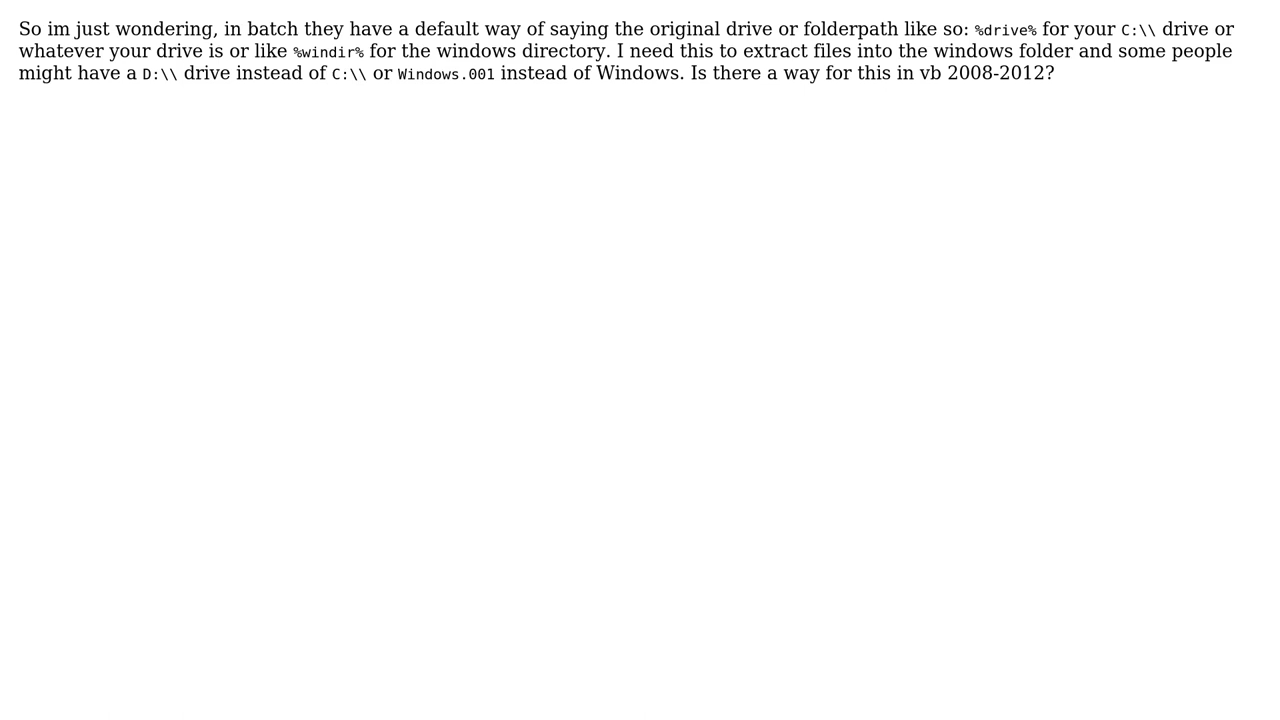 So im just wondering, in batch they have a default way of saying the original drive or folderpath like so: %drive% for your C:\\ drive or
whatever your drive is or like %windir% for the windows directory. I need this to extract files into the windows folder and some people
might have a D:\\ drive instead of C:\\ or Windows.001 instead of Windows. Is there a way for this in vb 2008-2012?